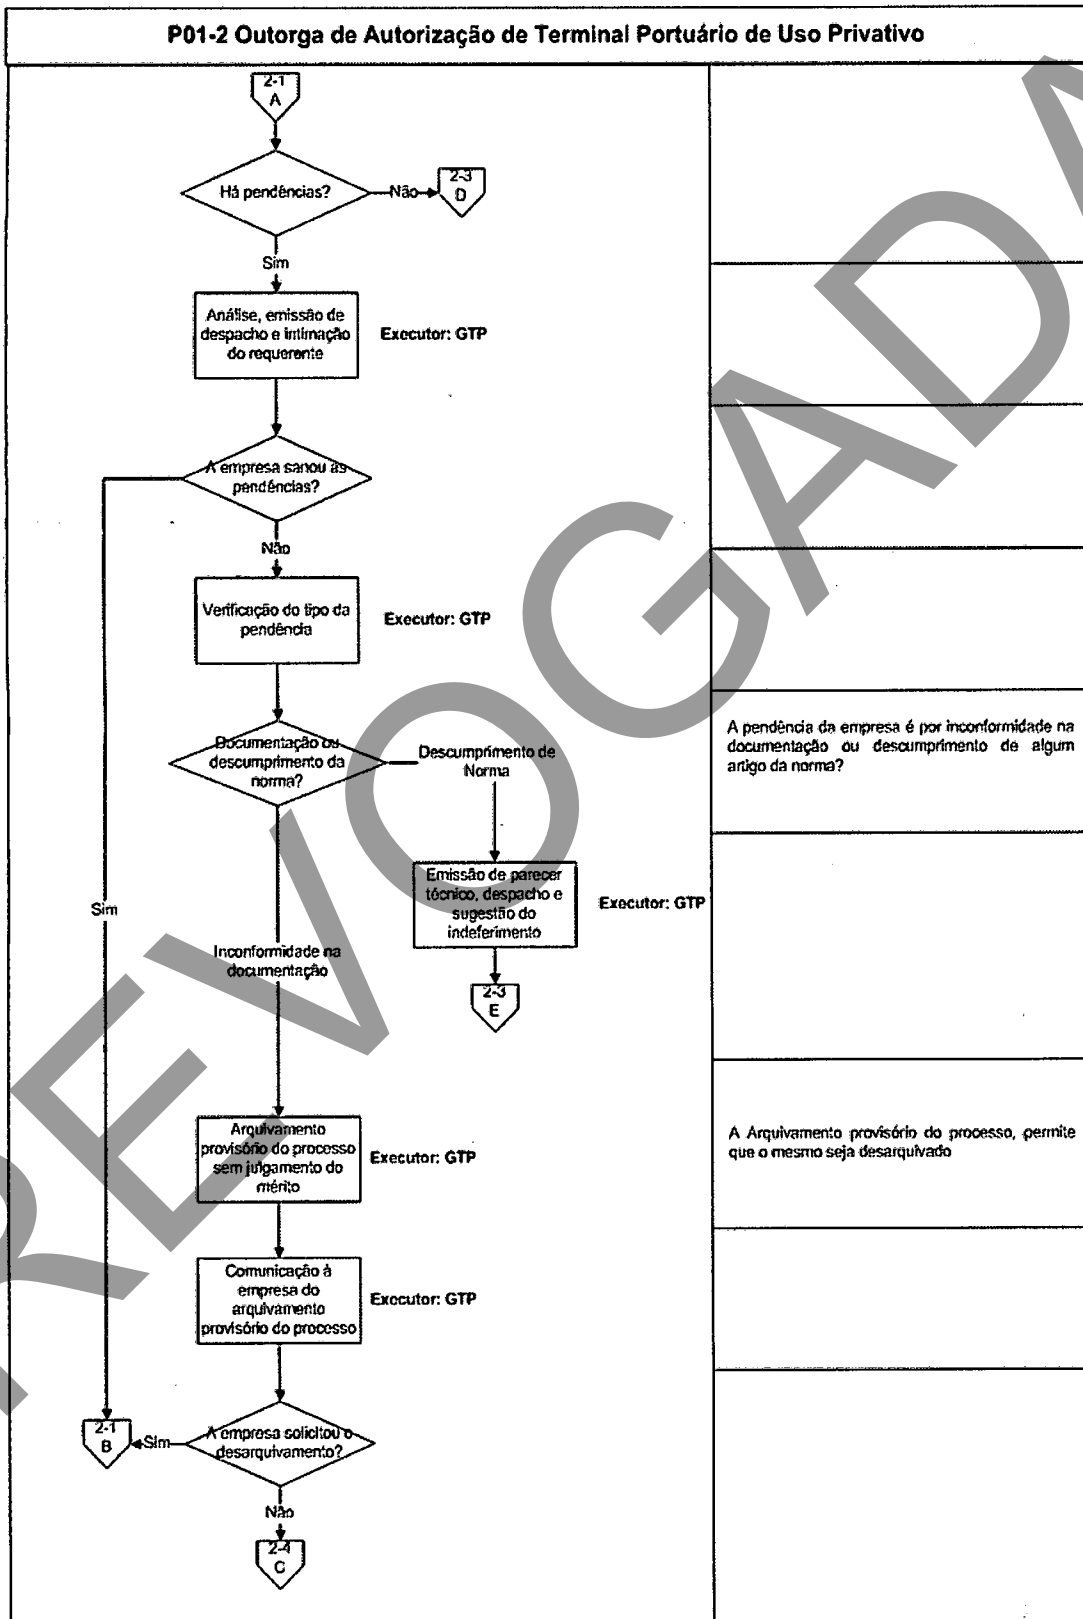 P01-2 Outorga de Autorização de Terminal Portuário de Uso Privativo
2-1
A
Há pendências?
Não
2-3
D
Sim
Análise, emissão de
despacho e intimação
do requerente
Executor: GTP
A empresa sanou as
pendências?
Não
Verificação do tipo da
pendência
Executor: GTP
Documentação ou
descumprimento da
norma?
Descumprimento de
Norma
A pendência da empresa é por inconformidade na
documentação ou descumprimento de algum
artigo da norma?
Emissão de parecer
técnico, despacho e
sugestão do
indeferimento
Executor: GTP
Sim
Inconformidade na
documentação
2-3
E
Arquivamento
provisório do processo
sem julgamento do
mérito
Executor: GTP
A Arquivamento provisório do processo, permite
que o mesmo seja desarquivado
Comunicação à
empresa do
arquivamento
provisório do processo
Executor: GTP
2-1
B
Sim
A empresa solicitou o
desarquivamento?
Não
2-4
C
REVOGADA